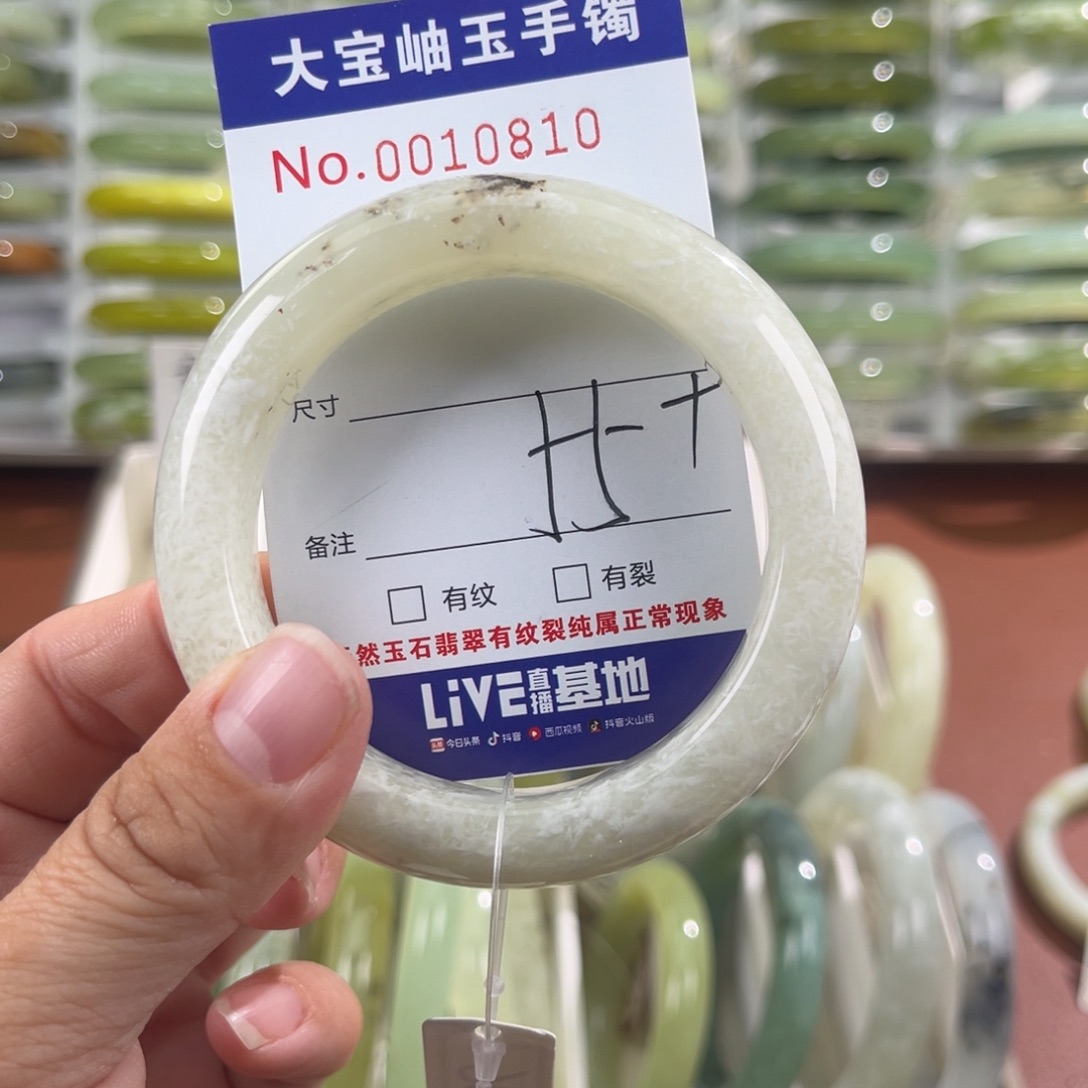 大宝岫玉手镯
No.0010810
尺寸
备注
有纹 有裂
然玉石翡翠有纹裂纯属正常现象
LiVE直播基地
头条 今日头条 抖音 西瓜视频 抖音火山版